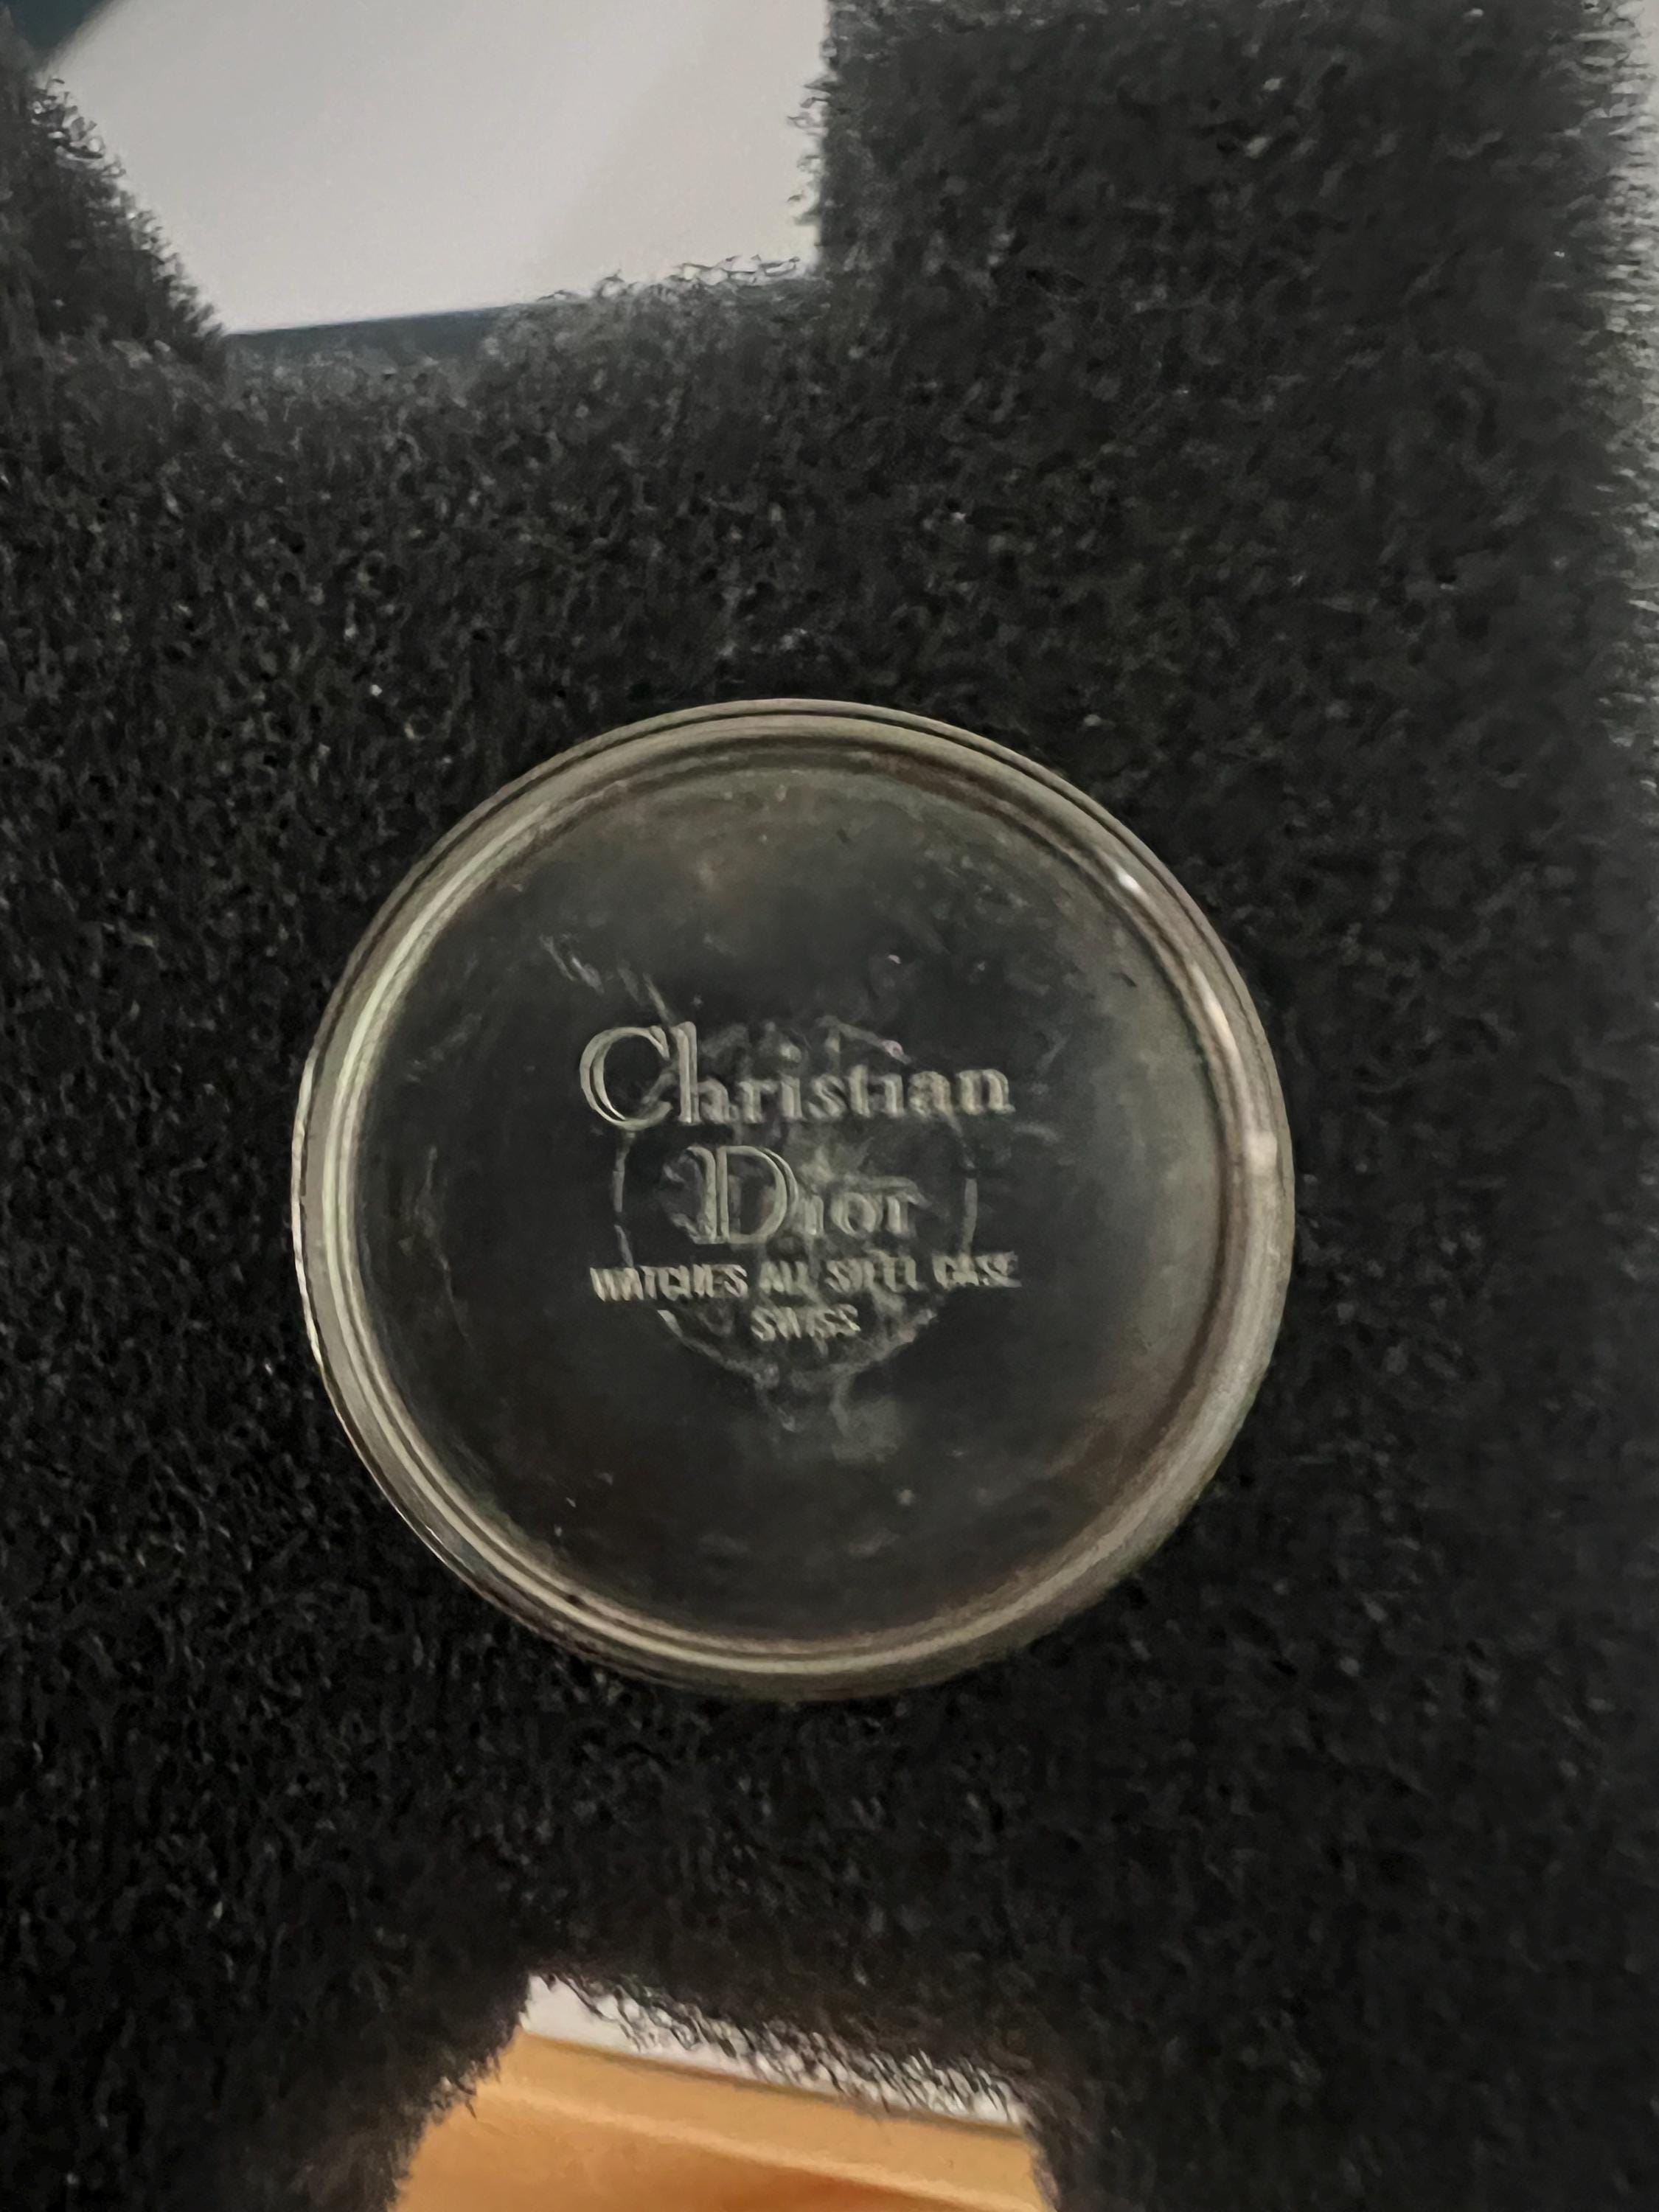 Christian
Dior
WATCHES ALL STEEL CASE
SWISS